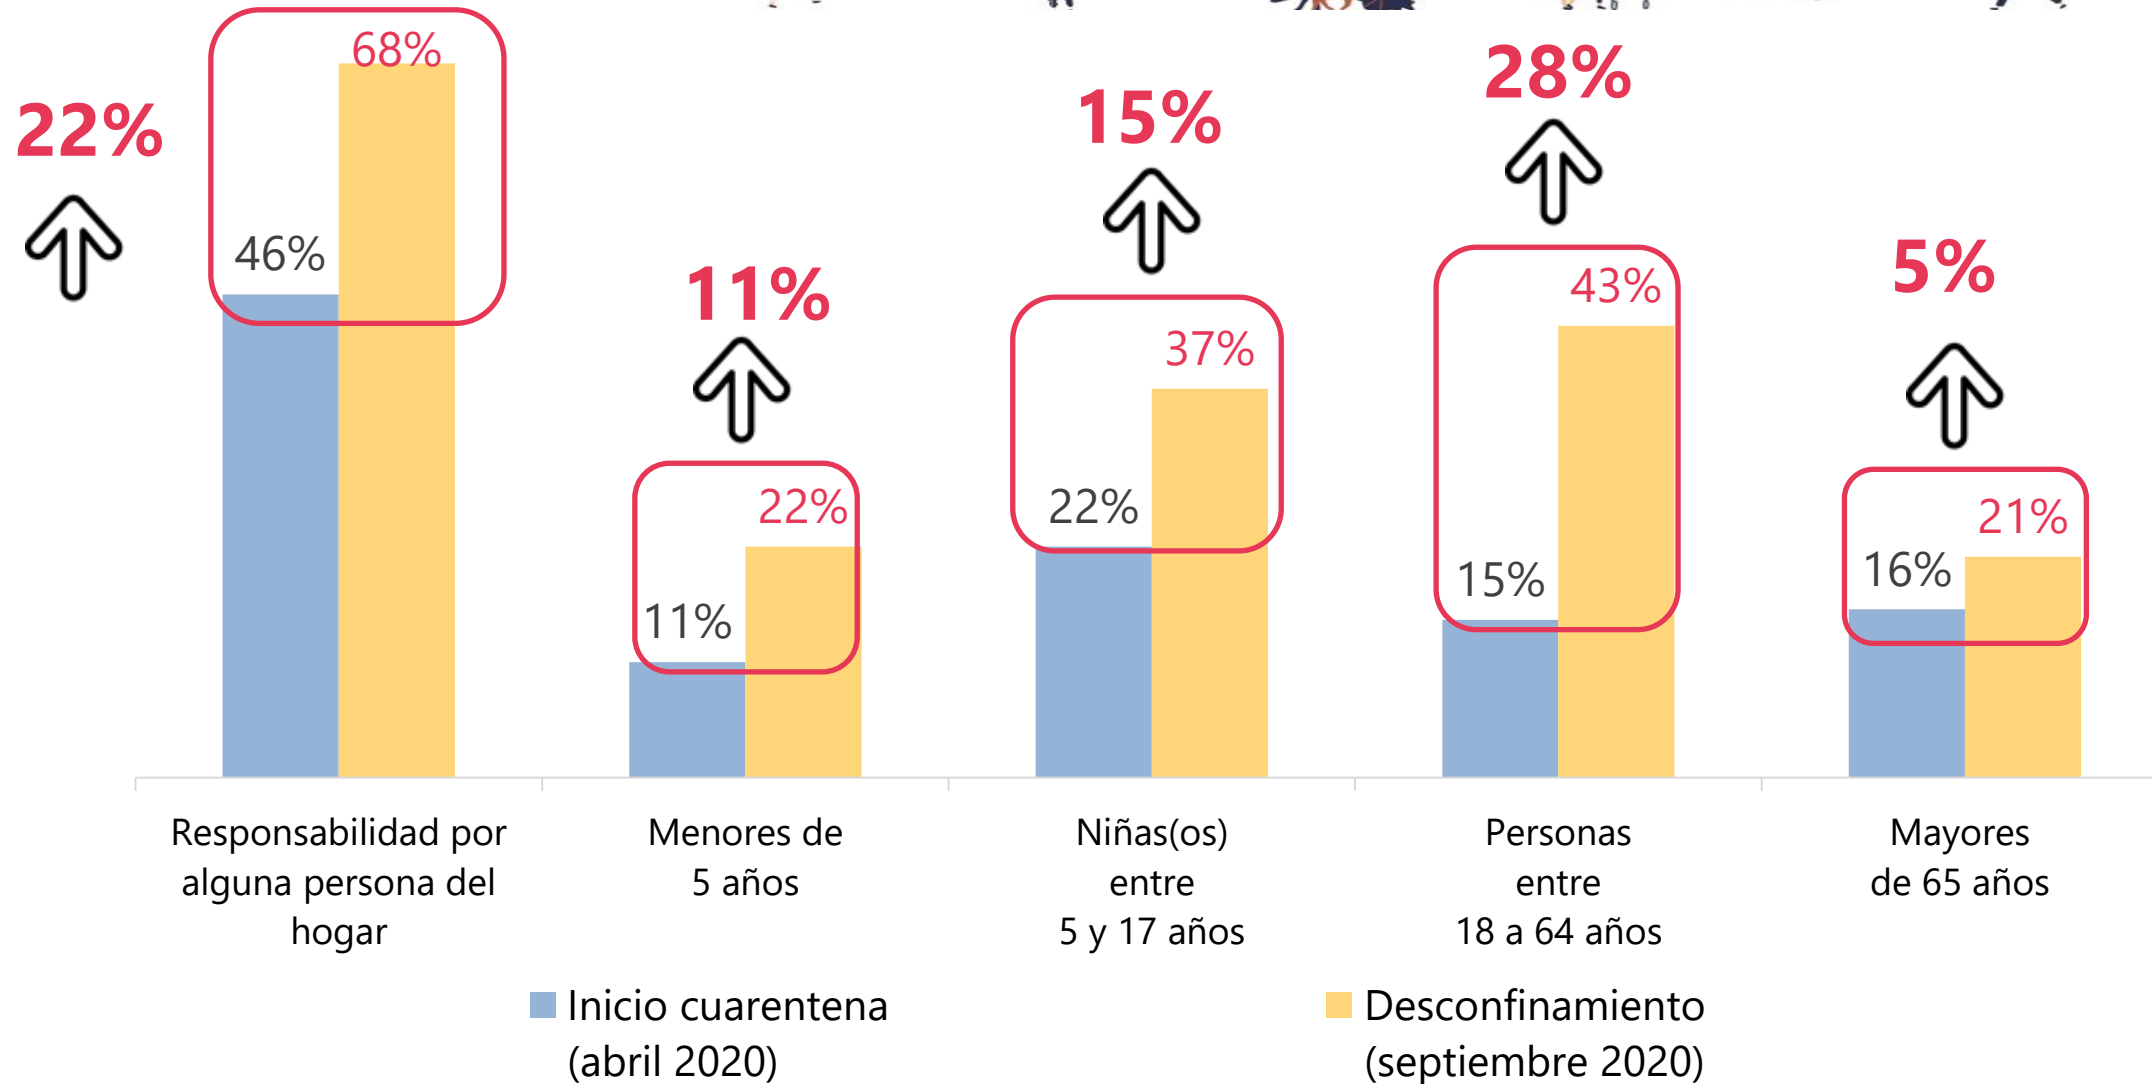 68%
22%
46%
11%
22%
11%
15%
37%
22%
28%
43%
15%
5%
21%
16%
Responsabilidad por
alguna persona del
hogar
Menores de
5 años
Niñas(os)
entre
5 y 17 años
Personas
entre
18 a 64 años
Mayores
de 65 años
Inicio cuarentena
(abril 2020)
Desconfinamiento
(septiembre 2020)